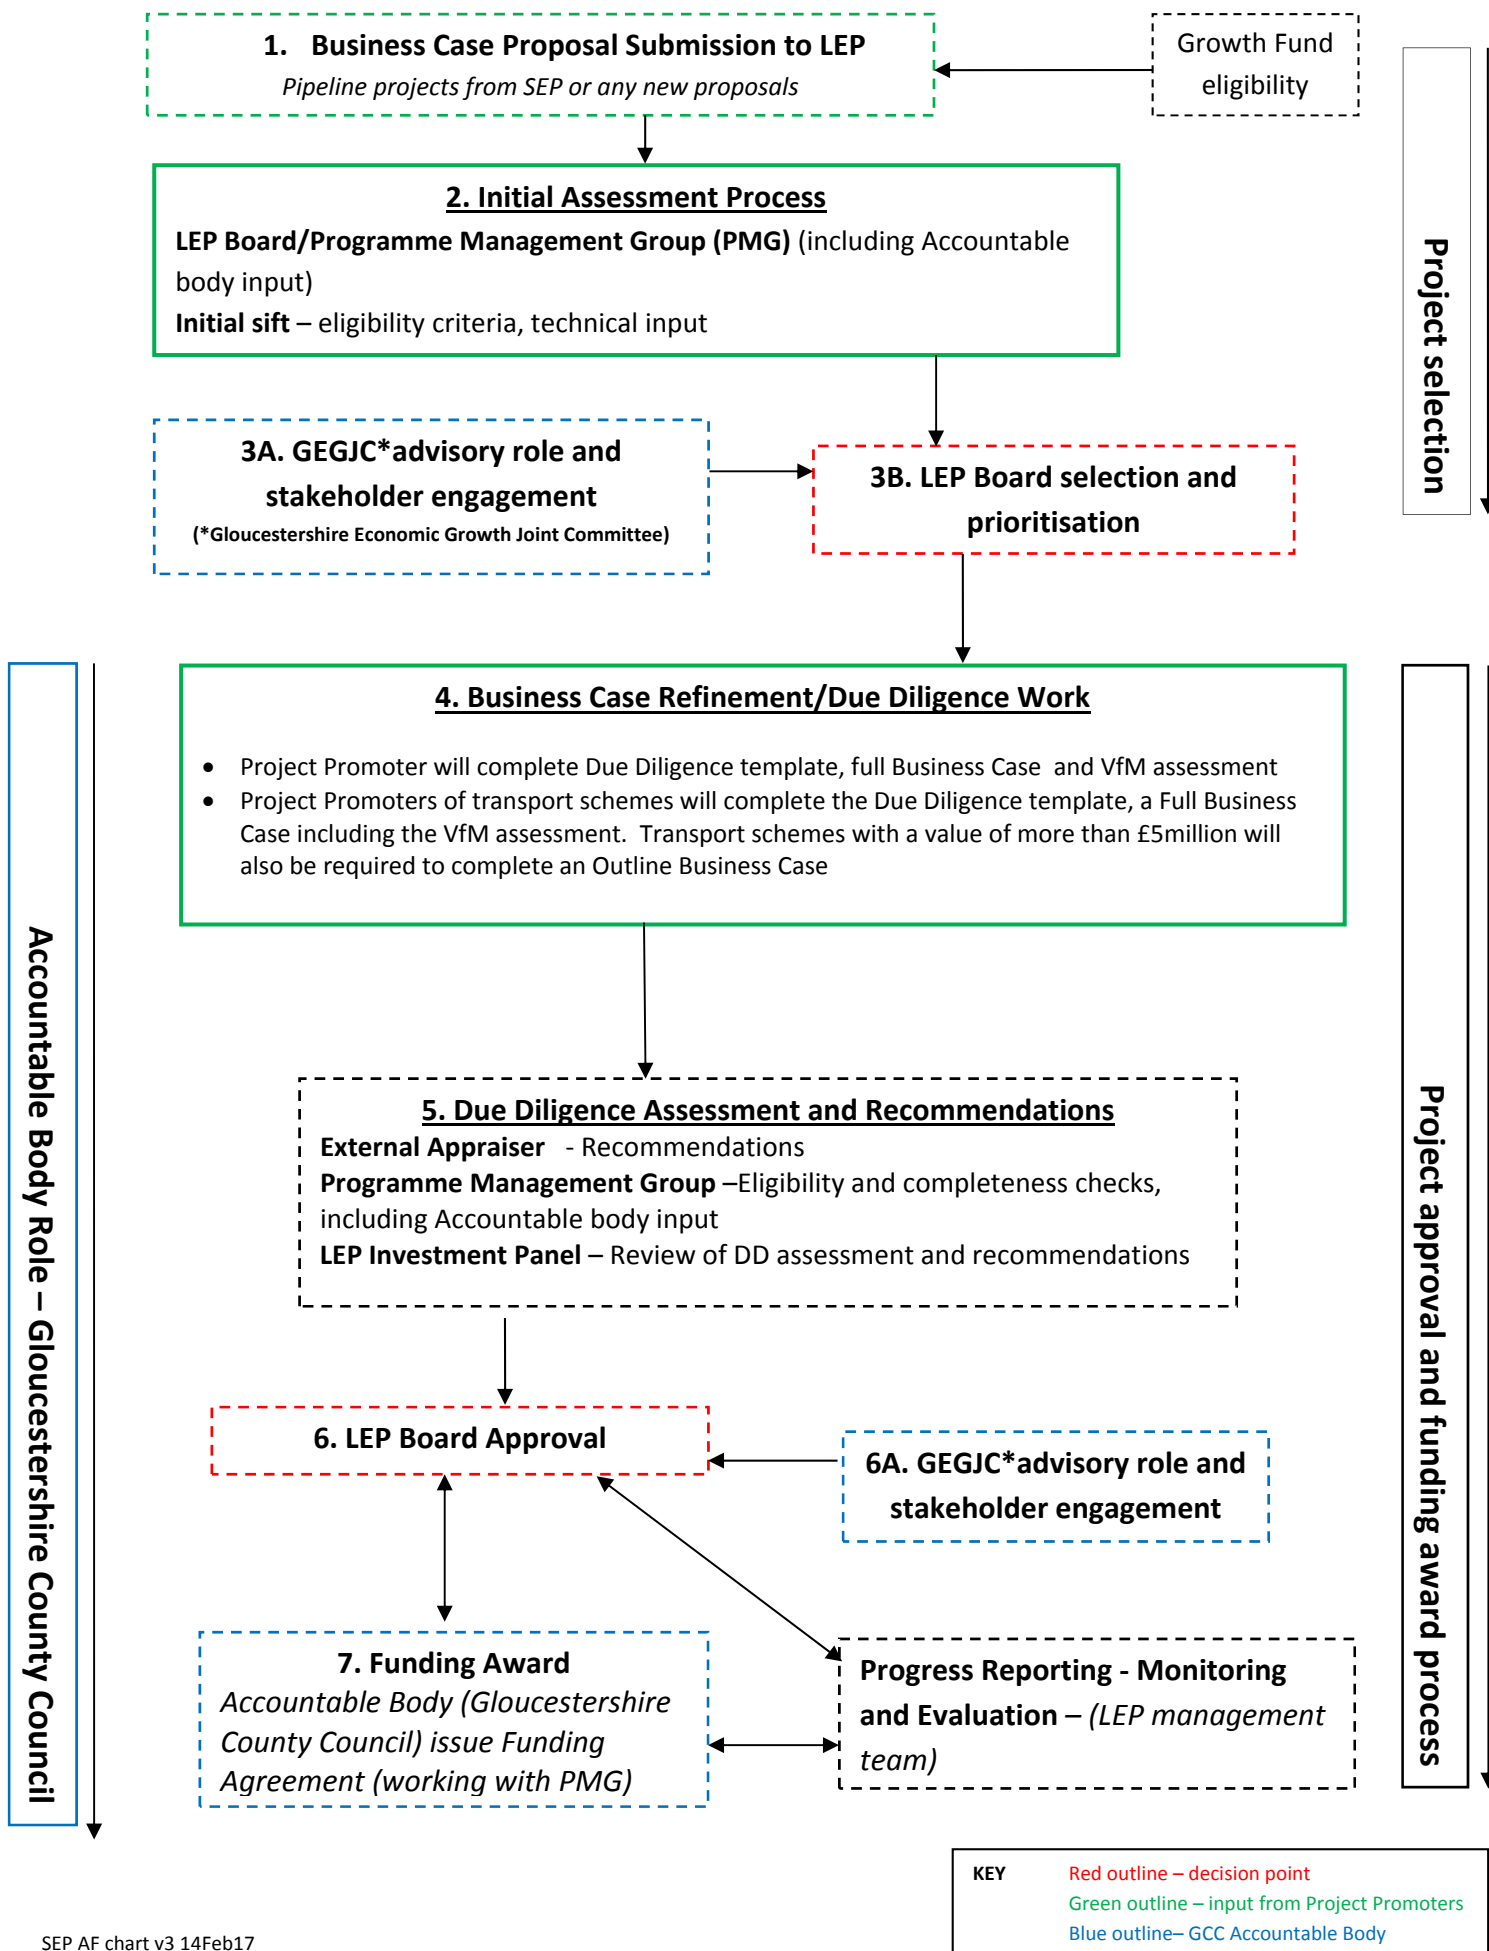 1. Business Case Proposal Submission to LEP
Pipeline projects from SEP or any new proposals
Growth Fund
eligibility
2. Initial Assessment Process
LEP Board/Programme Management Group (PMG) (including Accountable
body input)
Initial sift – eligibility criteria, technical input
Project selection
3A. GEGJC*advisory role and
stakeholder engagement
(*Gloucestershire Economic Growth Joint Committee)
3B. LEP Board selection and
prioritisation
4. Business Case Refinement/Due Diligence Work
• Project Promoter will complete Due Diligence template, full Business Case and VfM assessment
• Project Promoters of transport schemes will complete the Due Diligence template, a Full Business
Case including the VfM assessment. Transport schemes with a value of more than £5million will
also be required to complete an Outline Business Case
Accountable Body Role – Gloucestershire County Council
Project approval and funding award process
5. Due Diligence Assessment and Recommendations
External Appraiser - Recommendations
Programme Management Group –Eligibility and completeness checks,
including Accountable body input
LEP Investment Panel – Review of DD assessment and recommendations
6. LEP Board Approval
6A. GEGJC*advisory role and
stakeholder engagement
7. Funding Award
Accountable Body (Gloucestershire
County Council) issue Funding
Agreement (working with PMG)
Progress Reporting - Monitoring
and Evaluation – (LEP management
team)
KEY Red outline – decision point
Green outline – input from Project Promoters
Blue outline– GCC Accountable Body
SEP AF chart v3 14Feb17